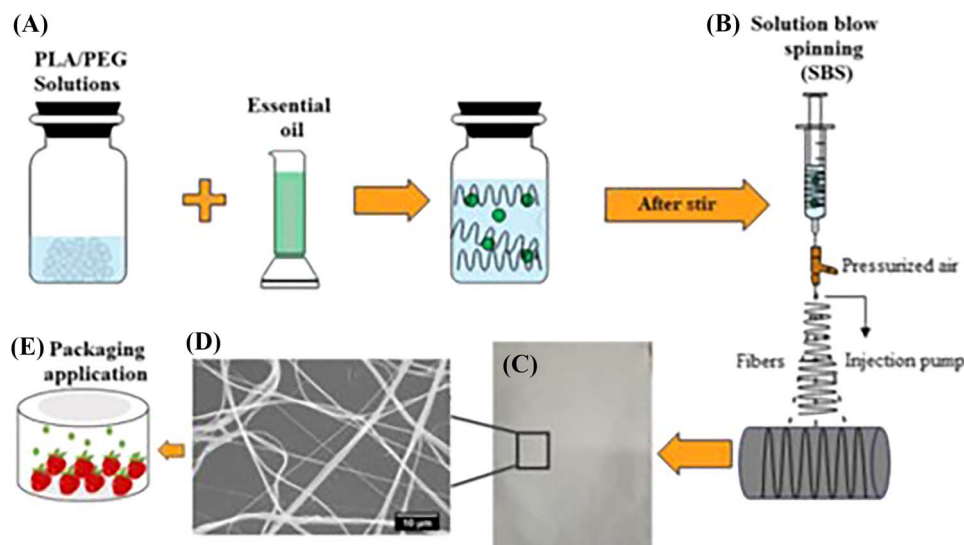 (A)
PLA/PEG
Solutions
Essential
oil
After stir
(B)
Solution blow
spinning
(SBS)
Pressurized air
Fibers
Injection pump
(C)
(D)
10 µm
(E)
Packaging
application